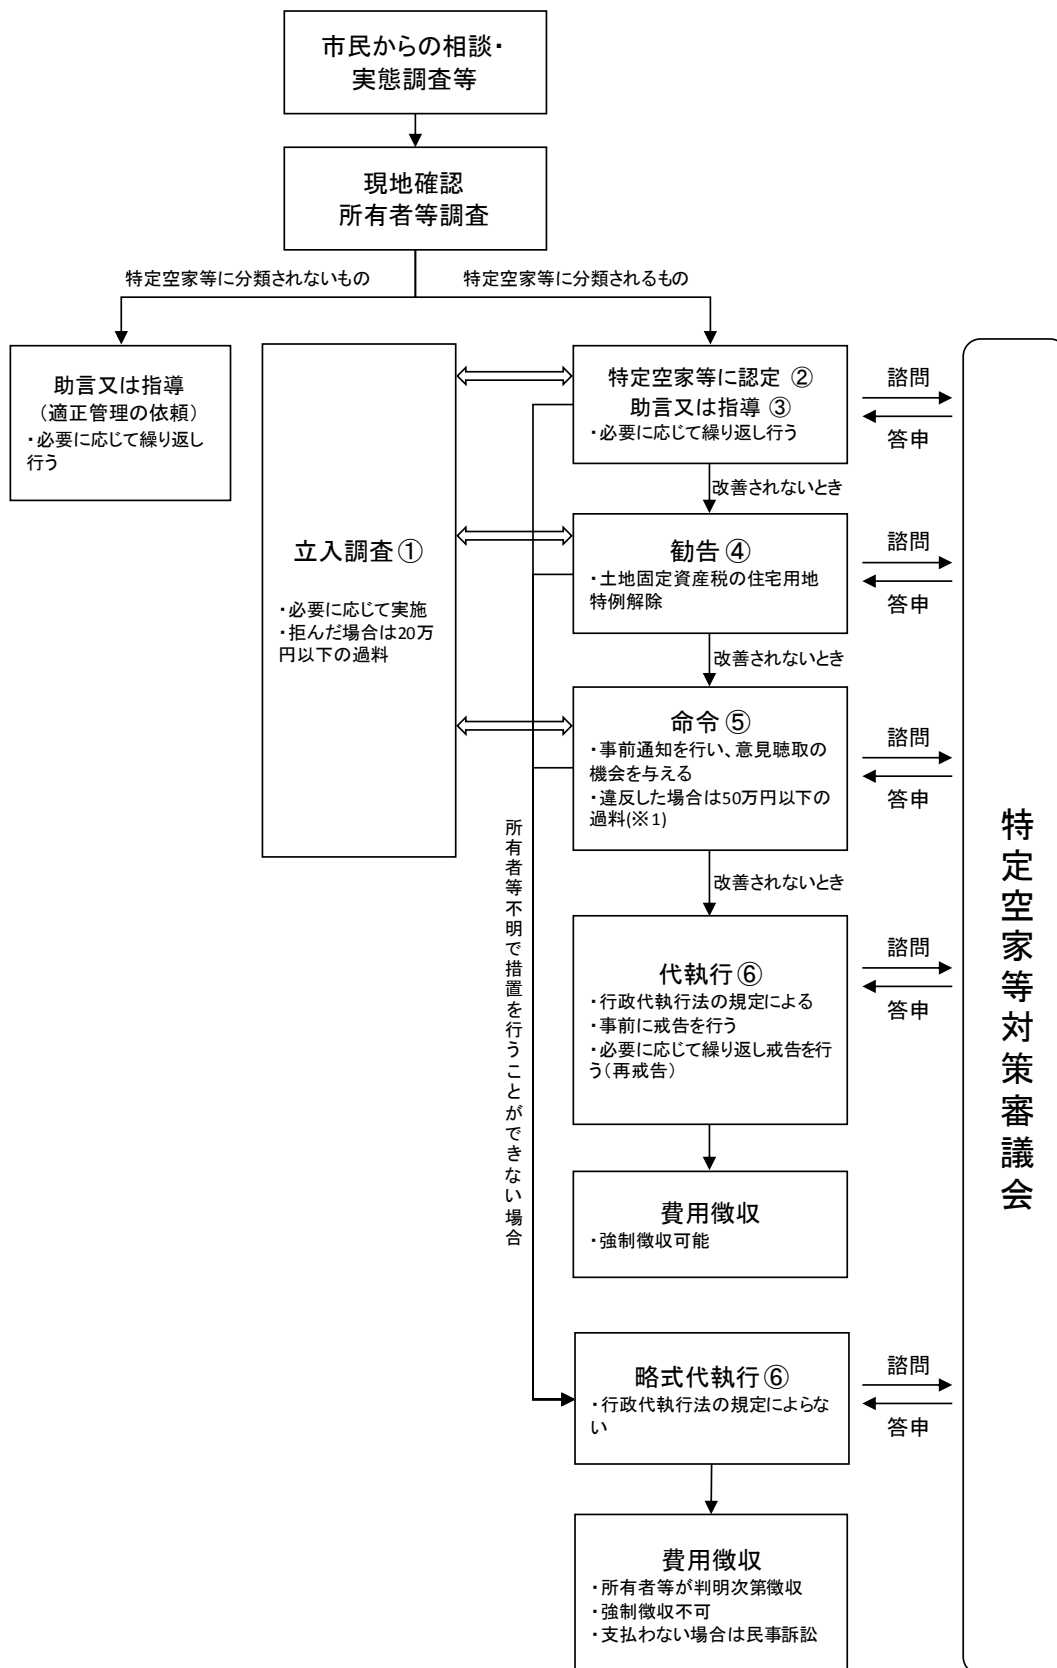 市民からの相談・
実態調査等
現地確認
所有者等調査
特定空家等に分類されないもの
特定空家等に分類されるもの
助言又は指導
（適正管理の依頼）
・必要に応じて繰り返し
行う
立入調査①
・必要に応じて実施
・拒んだ場合は20万
円以下の過料
特定空家等に認定 ②
助言又は指導 ③
・必要に応じて繰り返し行う
諮問
答申
改善されないとき
勧告 ④
・土地固定資産税の住宅用地
特例解除
諮問
答申
改善されないとき
命令 ⑤
・事前通知を行い、意見聴取の
機会を与える
・違反した場合は50万円以下の
過料(※1)
諮問
答申
改善されないとき
所有者等不明で措置を行うことができない場合
代執行 ⑥
・行政代執行法の規定による
・事前に戒告を行う
・必要に応じて繰り返し戒告を行
う（再戒告）
諮問
答申
費用徴収
・強制徴収可能
略式代執行 ⑥
・行政代執行法の規定によらな
い
諮問
答申
費用徴収
・所有者等が判明次第徴収
・強制徴収不可
・支払わない場合は民事訴訟
特定空家等対策審議会